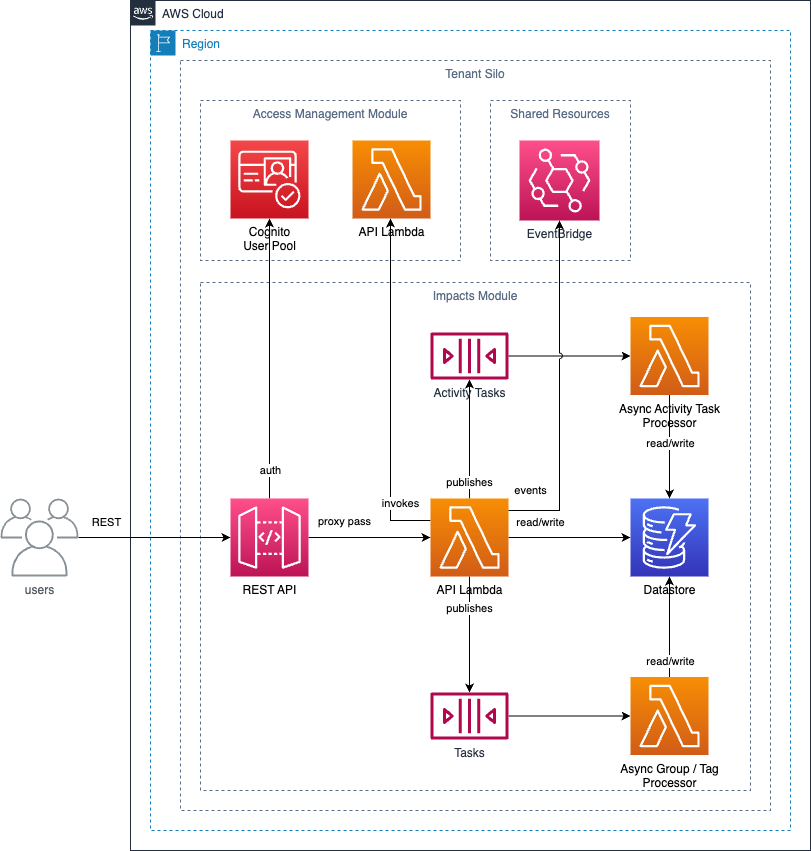 aws
AWS Cloud
Region
Tenant Silo
Access Management Module
Shared Resources
Cognito
User Pool
API Lambda
EventBridge
Impacts Module
Activity Tasks
Async Activity Task
Processor
read/write
auth
publishes
events
invokes
REST
proxy pass
read/write
</>
users
REST API
API Lambda
Datastore
publishes
read/write
Tasks
Async Group / Tag
Processor